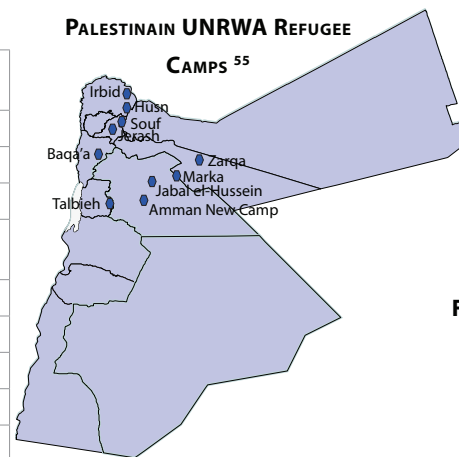 PALESTINAIN UNRWA REFUGEE
CAMPS 55
Irbid
Husn
Souf
Jerash
Baqa'a
Zarqa
Marka
Jabal el-Hussein
Talbieh
Amman New Camp